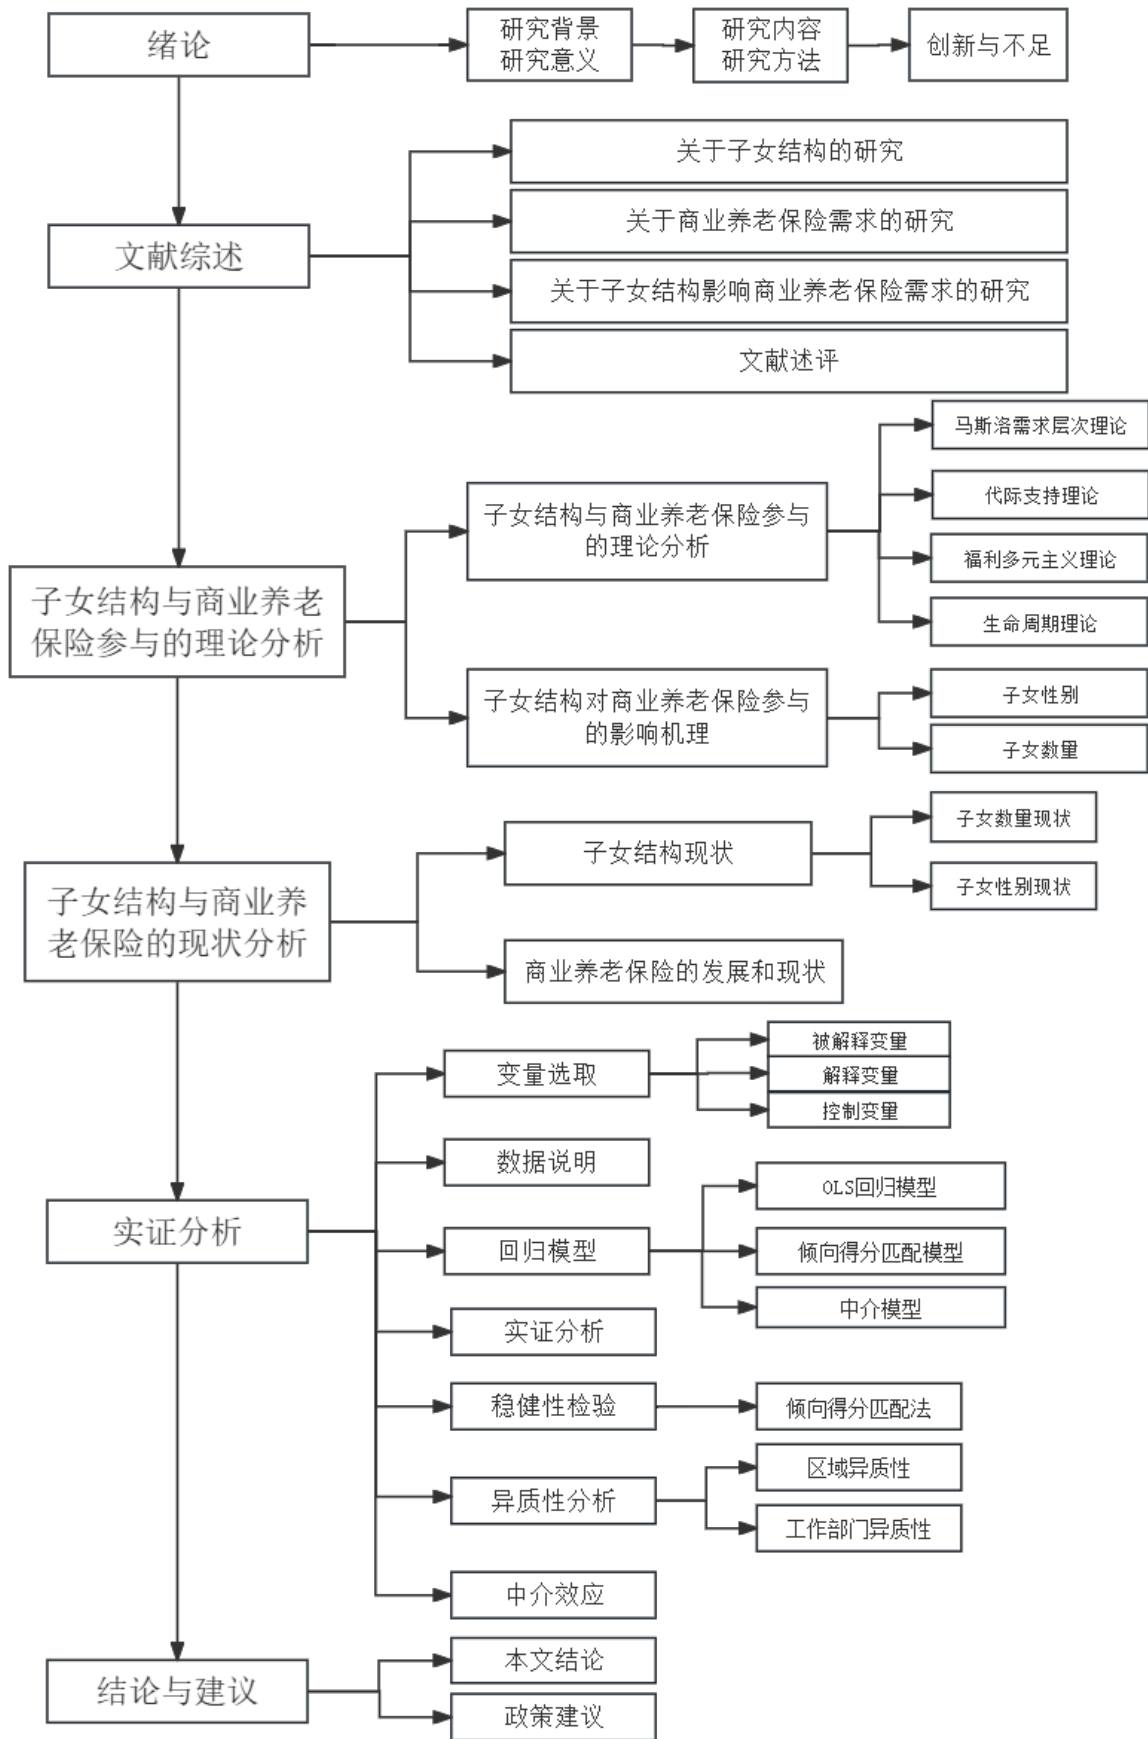 绪论
研究背景
研究意义
研究内容
研究方法
创新与不足
文献综述
关于子女结构的研究
关于商业养老保险需求的研究
关于子女结构影响商业养老保险需求的研究
文献述评
子女结构与商业养老
保险参与的理论分析
子女结构与商业养老保险参与
的理论分析
马斯洛需求层次理论
代际支持理论
福利多元主义理论
生命周期理论
子女结构对商业养老保险参与
的影响机理
子女性别
子女数量
子女结构与商业养
老保险的现状分析
子女结构现状
子女数量现状
子女性别现状
商业养老保险的发展和现状
实证分析
变量选取
被解释变量
解释变量
控制变量
数据说明
回归模型
OLS回归模型
倾向得分匹配模型
中介模型
实证分析
稳健性检验
倾向得分匹配法
异质性分析
区域异质性
工作部门异质性
中介效应
结论与建议
本文结论
政策建议